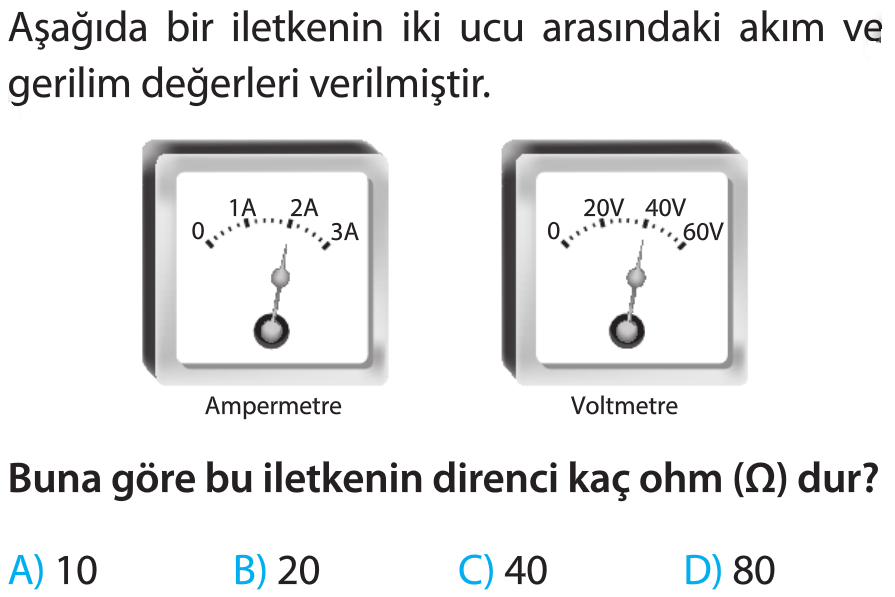 Aşağıda bir iletkenin iki ucu arasındaki akım ve
gerilim değerleri verilmiştir.
0 1A 2A 3A
0 20V 40V 60V
Ampermetre
Voltmetre
Buna göre bu iletkenin direnci kaç ohm (Ω) dur?
A) 10 B) 20 C) 40 D) 80